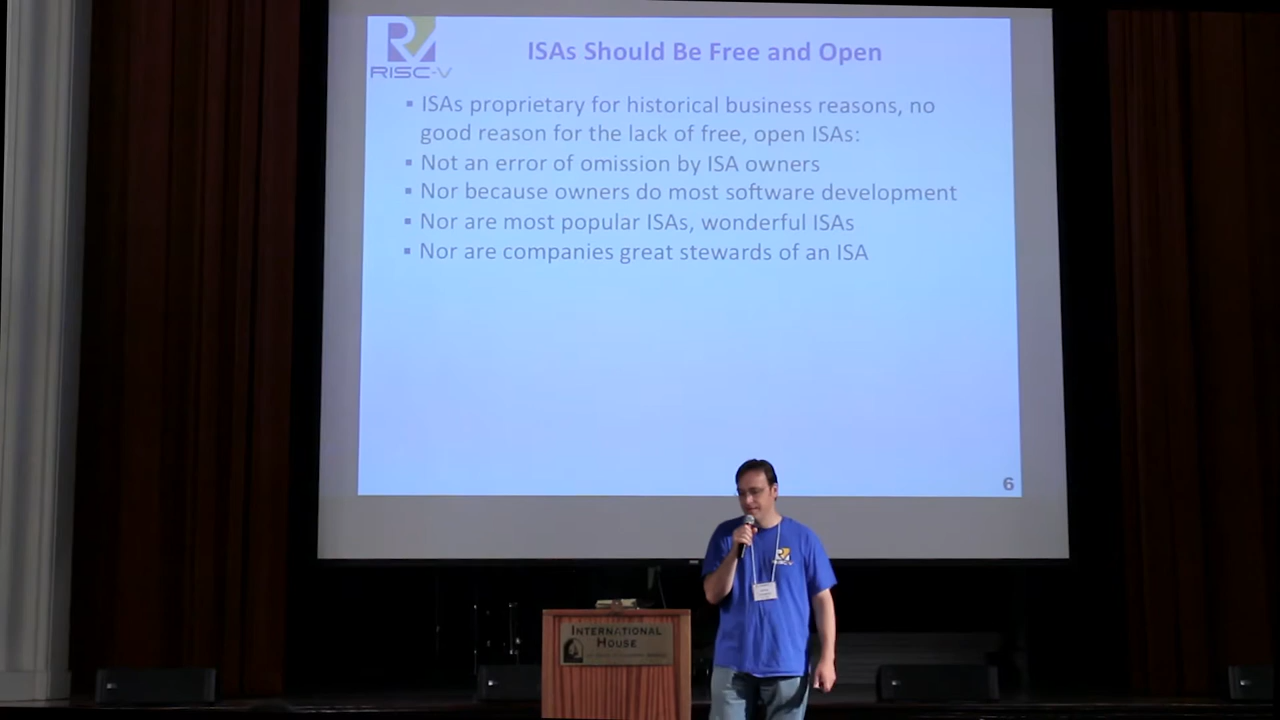 RISC-V
ISAs Should Be Free and Open
▪ ISAs proprietary for historical business reasons, no
good reason for the lack of free, open ISAs:
▪ Not an error of omission by ISA owners
▪ Nor because owners do most software development
▪ Nor are most popular ISAs, wonderful ISAs
▪ Nor are companies great stewards of an ISA
6
RISC-V
INTERNATIONAL
HOUSE